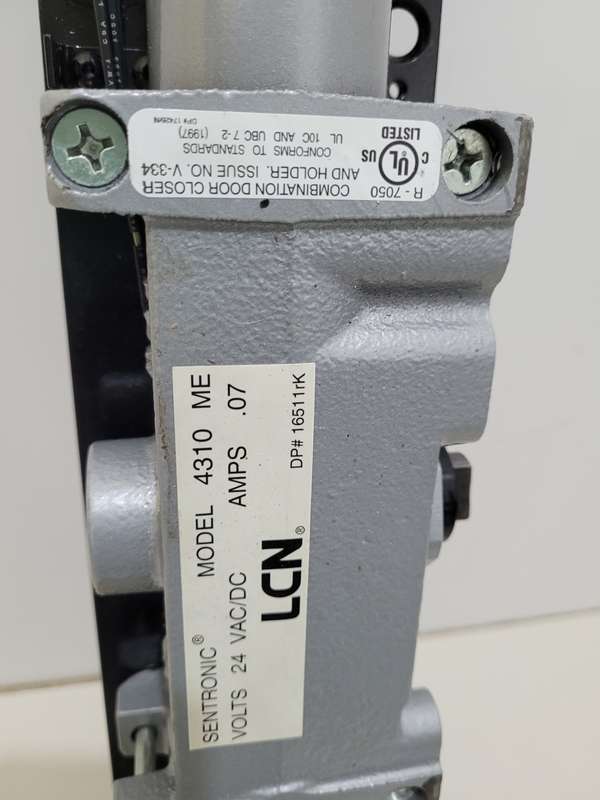 R - 7050
COMBINATION DOOR CLOSER
AND HOLDER. ISSUE NO. V-334
CONFORMS TO STANDARDS
UL 10C AND UBC 7-2 (1997)
C UL US
LISTED
SENTRONIC® MODEL 4310 ME
VOLTS 24 VAC/DC AMPS .07
LCN®
DP# 16511rK